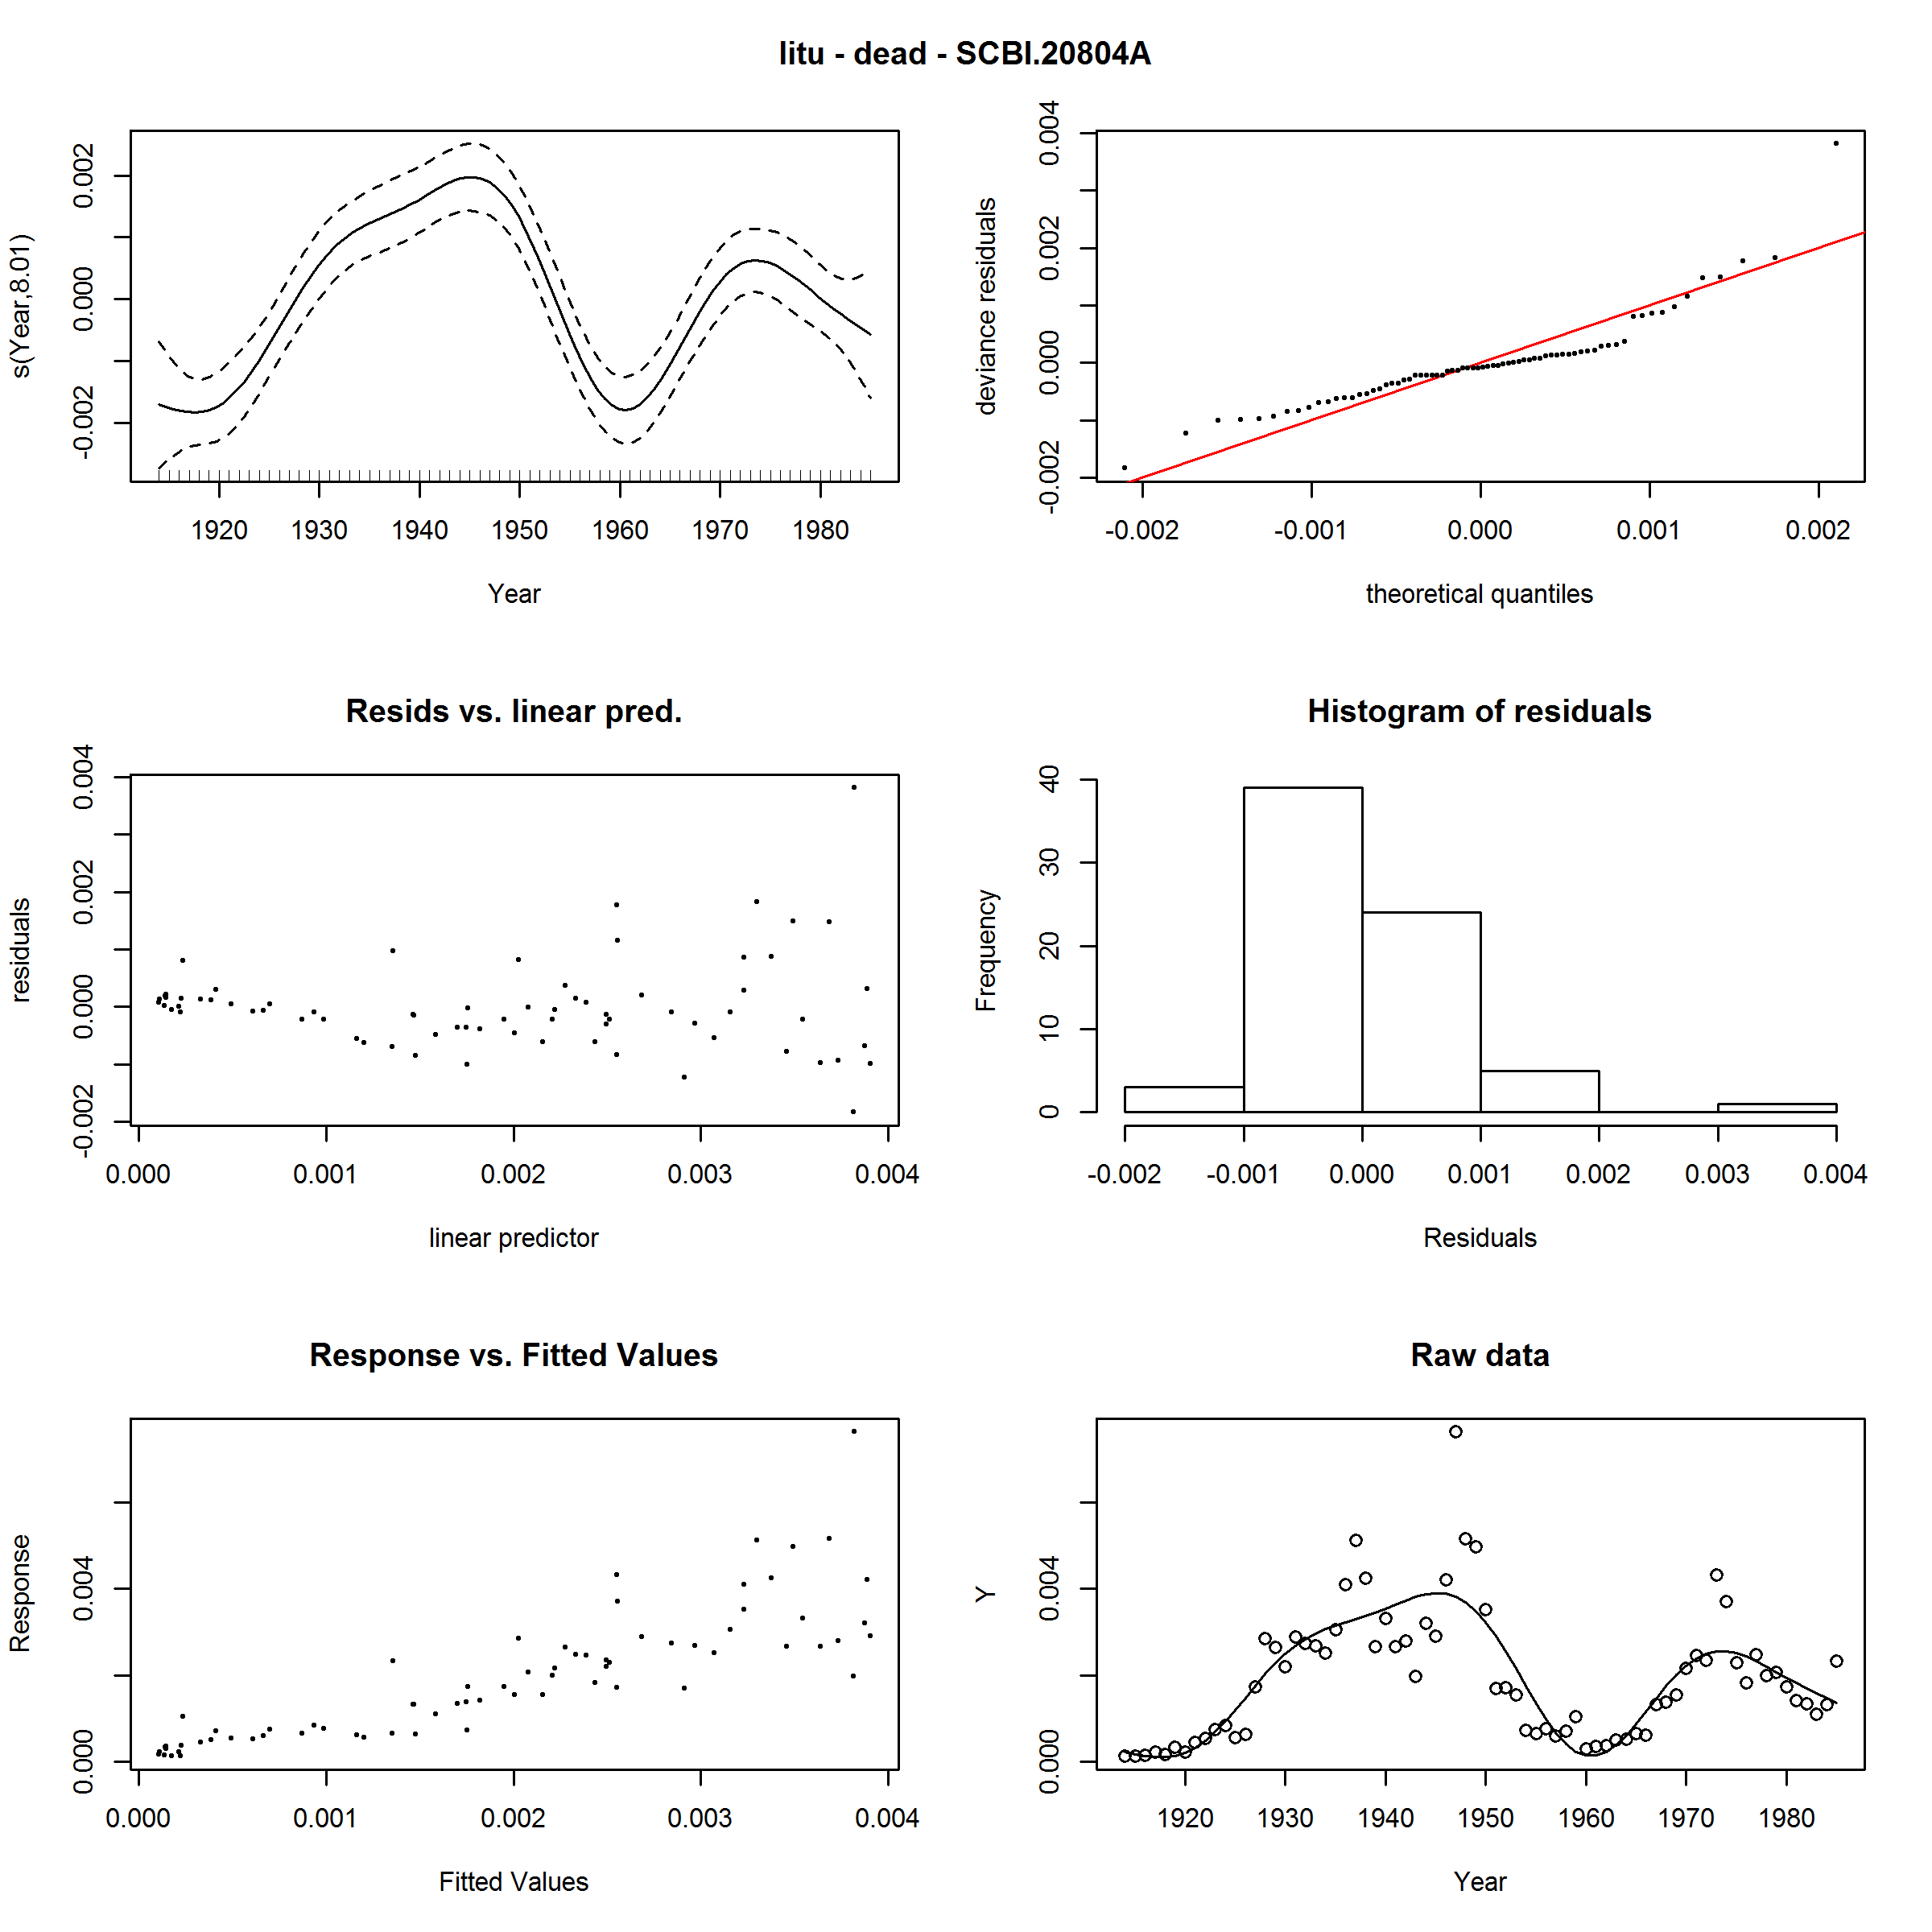 litu - dead - SCBI.20804A
s(Year,8.01)
-0.002 0.000 0.002
1920 1930 1940 1950 1960 1970 1980
Year
deviance residuals
-0.002 0.000 0.002 0.004
-0.002 -0.001 0.000 0.001 0.002
theoretical quantiles
Resids vs. linear pred.
residuals
-0.002 0.000 0.002 0.004
0.000 0.001 0.002 0.003 0.004
linear predictor
Histogram of residuals
Frequency
0 10 20 30 40
-0.002 -0.001 0.000 0.001 0.002 0.003 0.004
Residuals
Response vs. Fitted Values
Response
0.000 0.004
0.000 0.001 0.002 0.003 0.004
Fitted Values
Raw data
Y
0.000 0.004
1920 1930 1940 1950 1960 1970 1980
Year